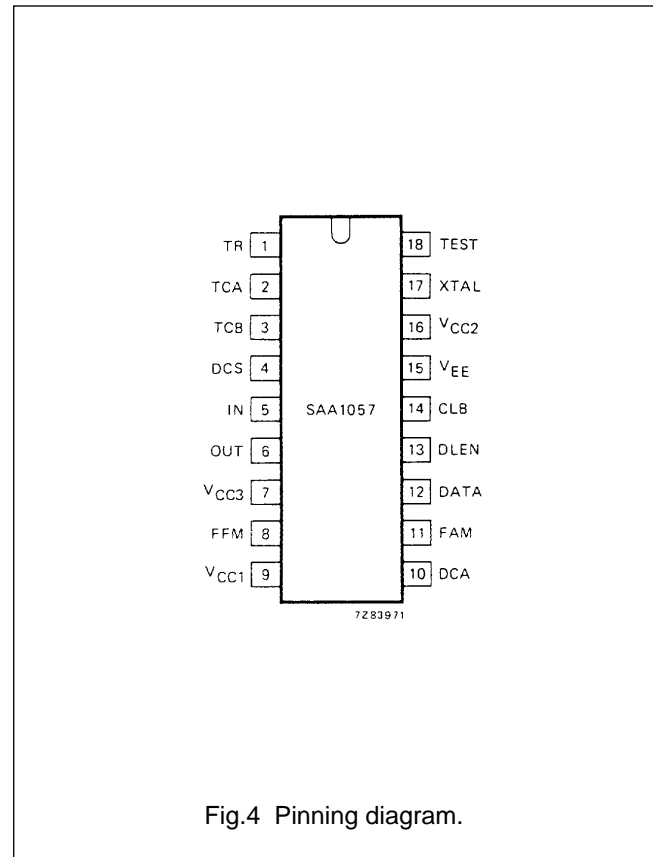 TR 1 18 TEST
TCA 2 17 XTAL
TCB 3 16 VCC2
DCS 4 15 VEE
IN 5 SAA1057 14 CLB
OUT 6 13 DLEN
VCC3 7 12 DATA
FFM 8 11 FAM
VCC1 9 10 DCA
7Z83971
Fig.4 Pinning diagram.